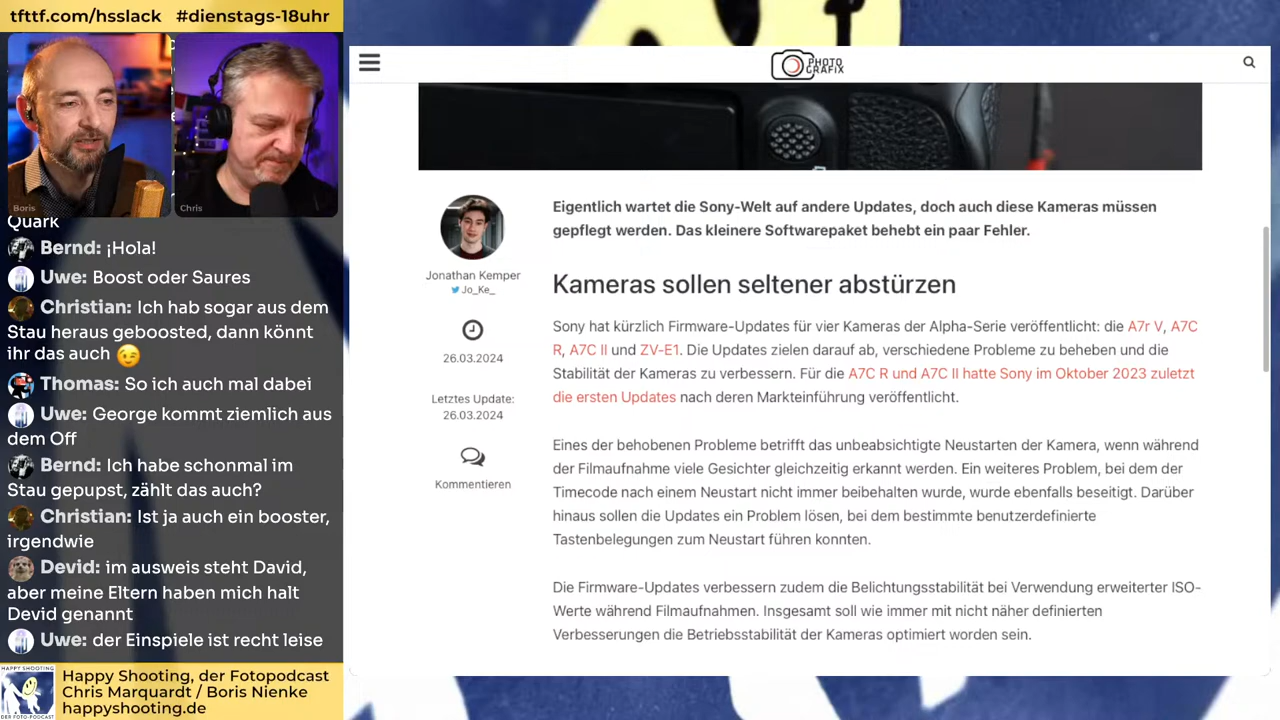 tfttf.com/hsslack #dienstags-18uhr
Boris
Chris
Quark
Bernd: ¡Hola!
Uwe: Boost oder Saures
Christian: Ich hab sogar aus dem
Stau heraus geboosted, dann könnt
ihr das auch 😉
Thomas: So ich auch mal dabei
Uwe: George kommt ziemlich aus
dem Off
Bernd: Ich habe schonmal im
Stau gepupst, zählt das auch?
Christian: Ist ja auch ein booster,
irgendwie
Devid: im ausweis steht David,
aber meine Eltern haben mich halt
Devid genannt
Uwe: der Einspiele ist recht leise
HAPPY SHOOTING
DER FOTO-PODCAST
Happy Shooting, der Fotopodcast
Chris Marquardt / Boris Nienke
happyshooting.de
PHOTO
GRAFIX
Jonathan Kemper
Jo_Ke_
26.03.2024
Letztes Update:
26.03.2024
Kommentieren
Eigentlich wartet die Sony-Welt auf andere Updates, doch auch diese Kameras müssen
gepflegt werden. Das kleinere Softwarepaket behebt ein paar Fehler.
Kameras sollen seltener abstürzen
Sony hat kürzlich Firmware-Updates für vier Kameras der Alpha-Serie veröffentlicht: die A7r V, A7C
R, A7C II und ZV-E1. Die Updates zielen darauf ab, verschiedene Probleme zu beheben und die
Stabilität der Kameras zu verbessern. Für die A7C R und A7C II hatte Sony im Oktober 2023 zuletzt
die ersten Updates nach deren Markteinführung veröffentlicht.
Eines der behobenen Probleme betrifft das unbeabsichtigte Neustarten der Kamera, wenn während
der Filmaufnahme viele Gesichter gleichzeitig erkannt werden. Ein weiteres Problem, bei dem der
Timecode nach einem Neustart nicht immer beibehalten wurde, wurde ebenfalls beseitigt. Darüber
hinaus sollen die Updates ein Problem lösen, bei dem bestimmte benutzerdefinierte
Tastenbelegungen zum Neustart führen konnten.
Die Firmware-Updates verbessern zudem die Belichtungsstabilität bei Verwendung erweiterter ISO-
Werte während Filmaufnahmen. Insgesamt soll wie immer mit nicht näher definierten
Verbesserungen die Betriebsstabilität der Kameras optimiert worden sein.